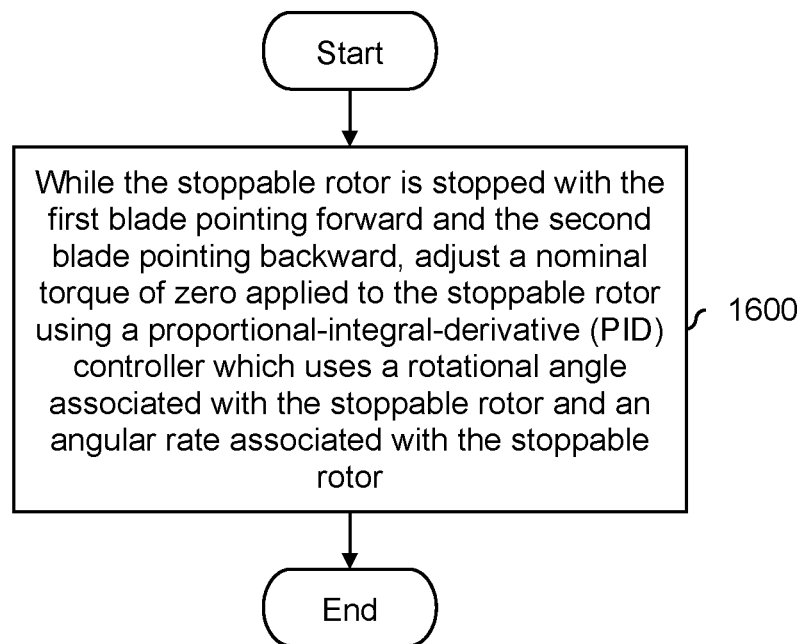 Start
While the stoppable rotor is stopped with the
first blade pointing forward and the second
blade pointing backward, adjust a nominal
torque of zero applied to the stoppable rotor
using a proportional-integral-derivative (PID)
controller which uses a rotational angle
associated with the stoppable rotor and an
angular rate associated with the stoppable
rotor
1600
End